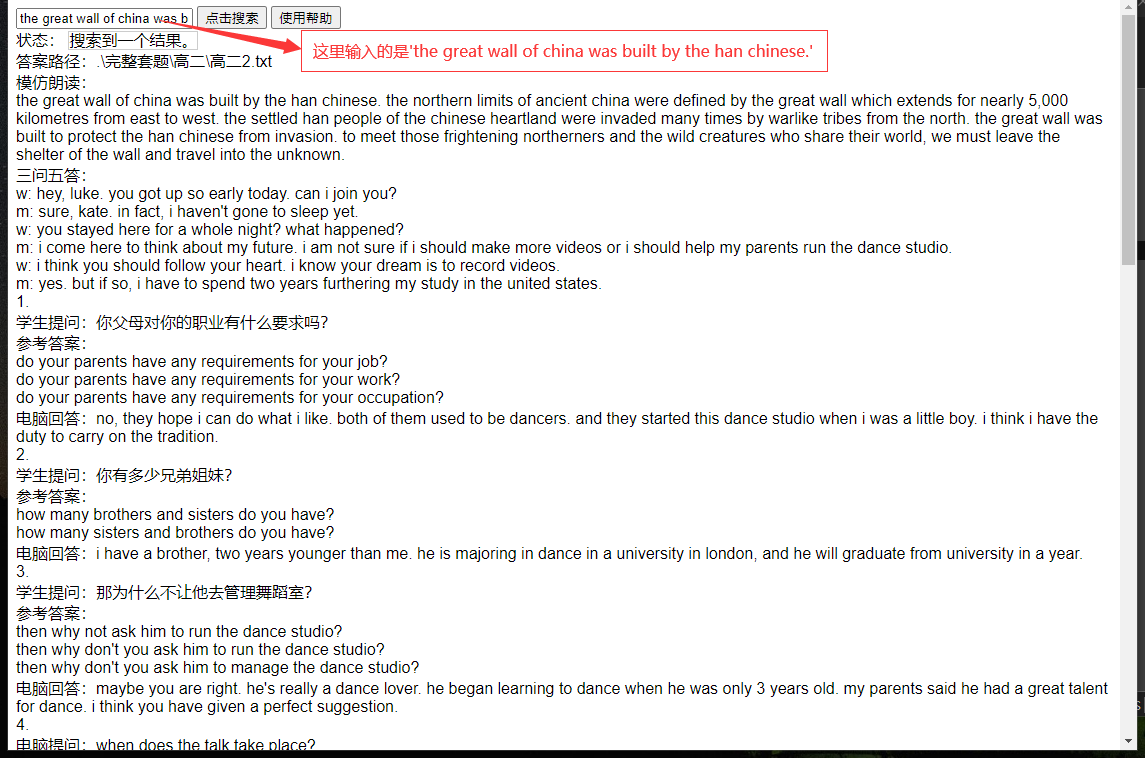 the great wall of china was b 点击搜索 使用帮助
状态： 搜索到一个结果。
这里输入的是'the great wall of china was built by the han chinese.'
答案路径：.\完整套题\高二\高二2.txt
模仿朗读：
the great wall of china was built by the han chinese. the northern limits of ancient china were defined by the great wall which extends for nearly 5,000
kilometres from east to west. the settled han people of the chinese heartland were invaded many times by warlike tribes from the north. the great wall was
built to protect the han chinese from invasion. to meet those frightening northerners and the wild creatures who share their world, we must leave the
shelter of the wall and travel into the unknown.
三问五答：
w: hey, luke. you got up so early today. can i join you?
m: sure, kate. in fact, i haven't gone to sleep yet.
w: you stayed here for a whole night? what happened?
m: i come here to think about my future. i am not sure if i should make more videos or i should help my parents run the dance studio.
w: i think you should follow your heart. i know your dream is to record videos.
m: yes. but if so, i have to spend two years furthering my study in the united states.
1.
学生提问：你父母对你的职业有什么要求吗？
参考答案：
do your parents have any requirements for your job?
do your parents have any requirements for your work?
do your parents have any requirements for your occupation?
电脑回答：no, they hope i can do what i like. both of them used to be dancers. and they started this dance studio when i was a little boy. i think i have the
duty to carry on the tradition.
2.
学生提问：你有多少兄弟姐妹？
参考答案：
how many brothers and sisters do you have?
how many sisters and brothers do you have?
电脑回答：i have a brother, two years younger than me. he is majoring in dance in a university in london, and he will graduate from university in a year.
3.
学生提问：那为什么不让他去管理舞蹈室？
参考答案：
then why not ask him to run the dance studio?
then why don't you ask him to run the dance studio?
then why don't you ask him to manage the dance studio?
电脑回答：maybe you are right. he's really a dance lover. he began learning to dance when he was only 3 years old. my parents said he had a great talent
for dance. i think you have given a perfect suggestion.
4.
电脑提问：when does the talk take place?